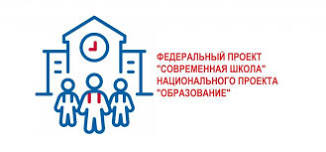 ФЕДЕРАЛЬНЫЙ ПРОЕКТ
"СОВРЕМЕННАЯ ШКОЛА"
НАЦИОНАЛЬНОГО ПРОЕКТА
"ОБРАЗОВАНИЕ"